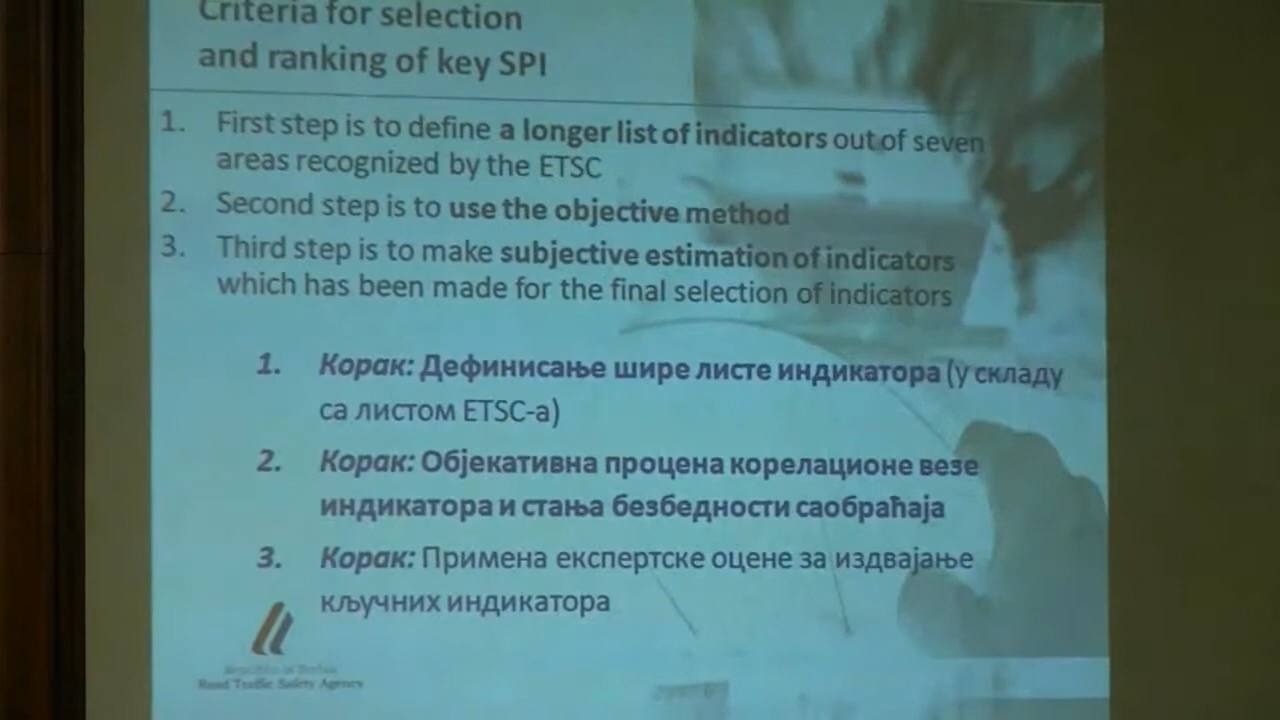 Criteria for selection
and ranking of key SPI
1. First step is to define a longer list of indicators out of seven
areas recognized by the ETSC
2. Second step is to use the objective method
3. Third step is to make subjective estimation of indicators
which has been made for the final selection of indicators
1. Корак: Дефинисање шире листе индикатора (у складу
са листом ETSC-а)
2. Корак: Објекативна процена корелационе везе
индикатора и стања безбедности саобраћаја
3. Корак: Примена експертске оцене за издвајање
кључних индикатора
Republic of Serbia
Road Traffic Safety Agency